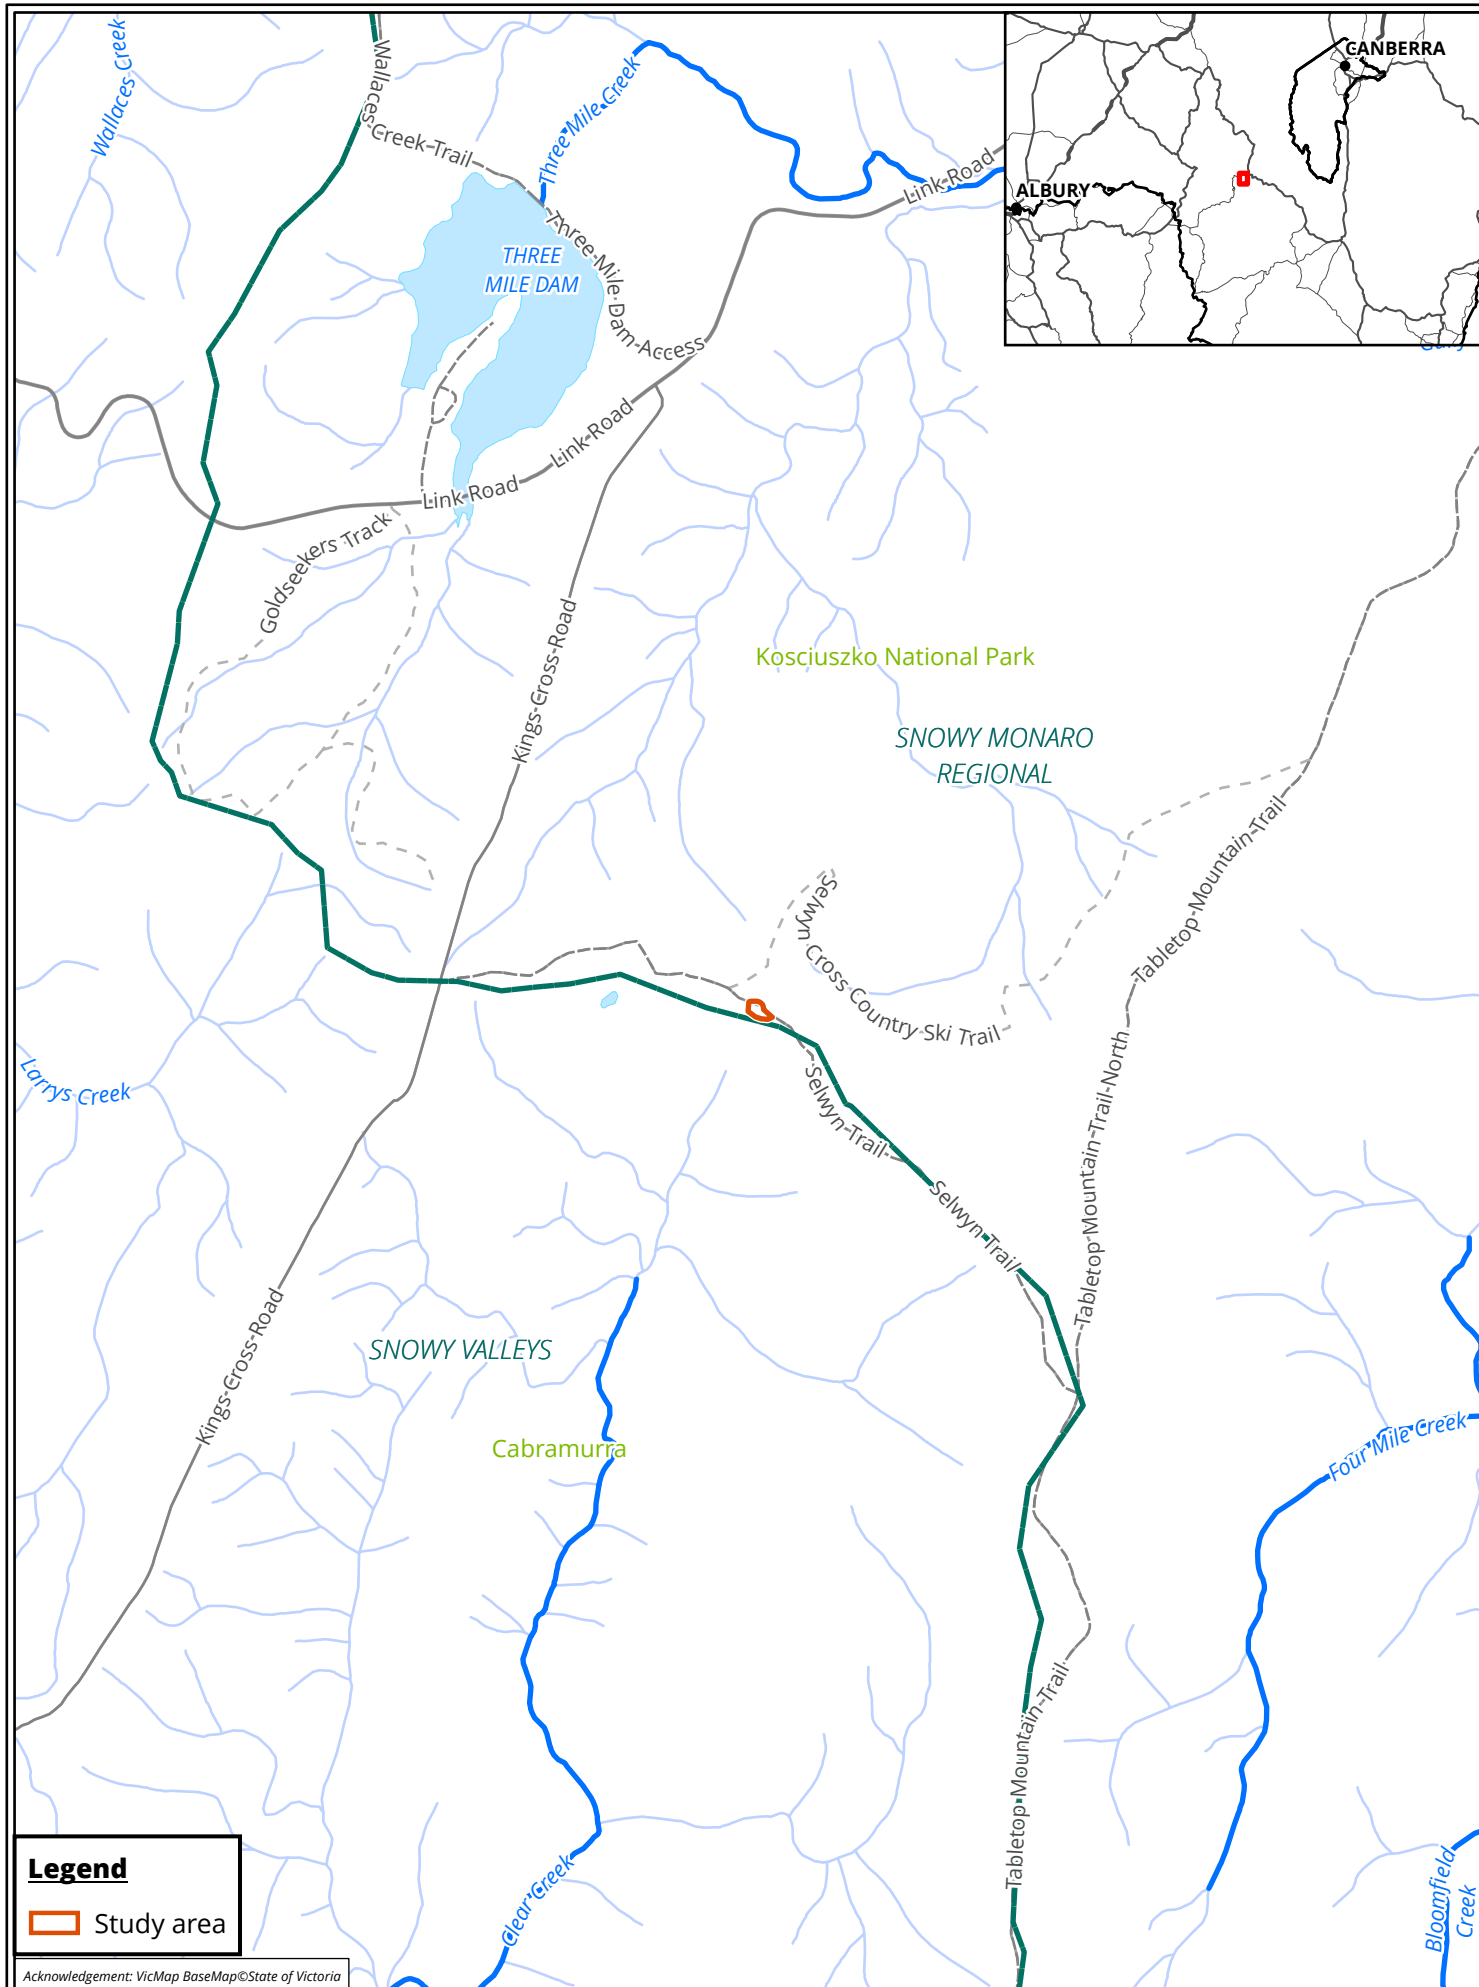 Wallaces Creek
Wallaces-Creek-Trail
Three Mile Creek
Link-Road
CANBERRA
ALBURY
THREE
MILE DAM
Three-Mile-Dam-Access
Link-Road
Link Road
Goldseekers Track
Kings-Cross-Road
Kosciuszko National Park
SNOWY MONARO
REGIONAL
Tabletop-Mountain-Trail
Selwyn Cross Country Ski Trail
Larrys Creek
Selwyn-Trail
Tabletop-Mountain-Trail-North
Selwyn-Trail
Kings-Cross-Road
SNOWY VALLEYS
Cabramurra
Four Mile Creek
Tabletop-Mountain-Trail
Clear Creek
Bloomfield
Creek
Legend
Study area
Acknowledgement: VicMap BaseMap©State of Victoria